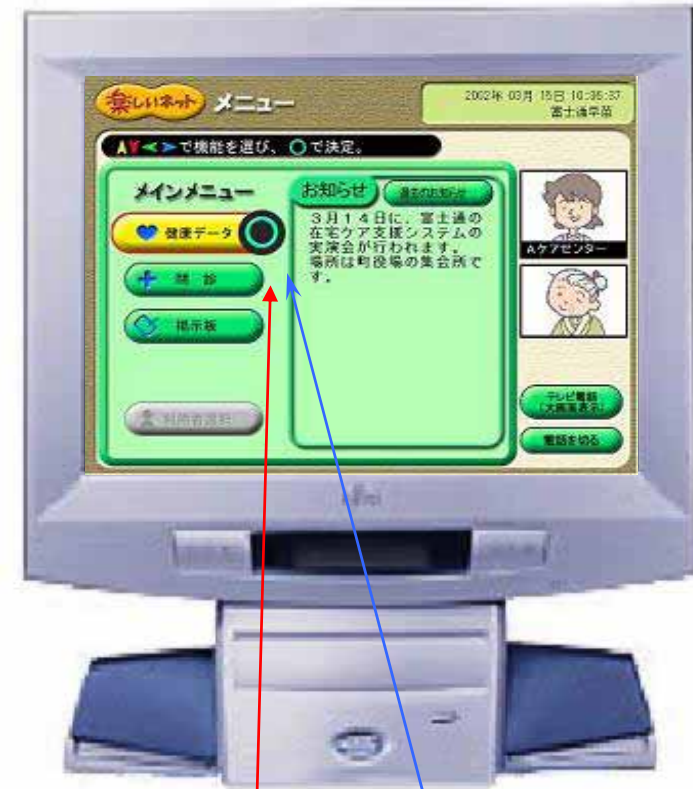 楽しいネット メニュー
2002年 03月 15日 10:36:37
富士通早苗
▲▼◀▶で機能を選び、○で決定。
メインメニュー
健康データ
問診
掲示板
利用者選択
お知らせ
過去のお知らせ
3月14日に、富士通の
在宅ケア支援システムの
実演会が行われます。
場所は町役場の集会所で
す。
Aケアセンター
テレビ電話
(大画面表示)
電話を切る